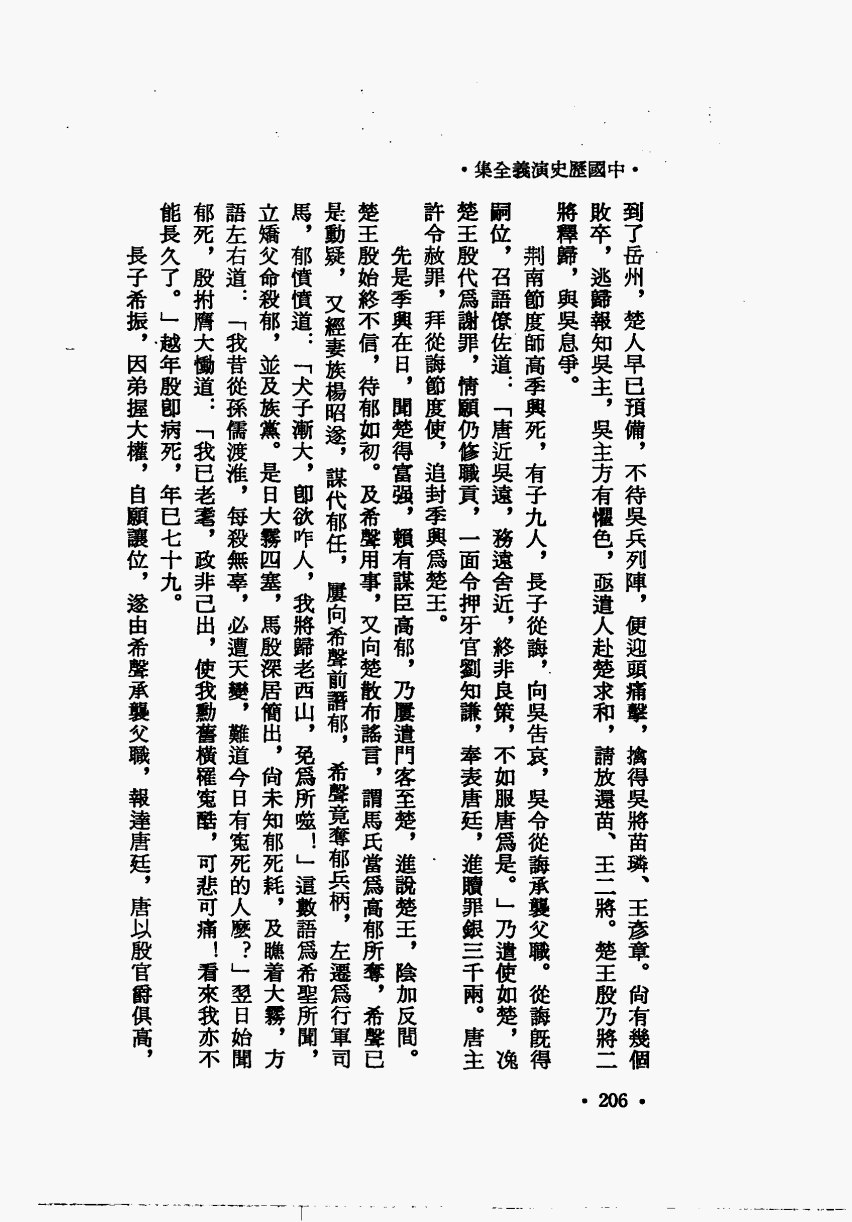 •中國歷史演義全集•
到了岳州，楚人早已預備，不待吳兵列陣，便迎頭痛擊，擒得吳將苗璘、王彥章。尙有幾個
敗卒，逃歸報知吳主，吳主方有懼色，亟遣人赴楚求和，請放還苗、王二將。楚王殷乃將二
將釋歸，與吳息爭。
荆南節度師高季興死，有子九人，長子從誨，向吳告哀，吳令從誨承襲父職。從誨既得
嗣位，召語僚佐道：「唐近吳遠，務遠舍近，終非良策，不如服唐爲是。」乃遣使如楚，浼
楚王殷代爲謝罪，情願仍修職貢，一面令押牙官劉知謙，奉表唐廷，進贖罪銀三千兩。唐主
許令赦罪，拜從誨節度使，追封季興爲楚王。
先是季興在日，聞楚得富强，賴有謀臣高郁，乃屢遣門客至楚，進說楚王，陰加反間。
楚王殷始終不信，待郁如初。及希聲用事，又向楚散布謠言，謂馬氏當爲高郁所奪，希聲已
是動疑，又經妻族楊昭遂，謀代郁任，屢向希聲前譖郁，希聲竟奪郁兵柄，左遷爲行軍司
馬，郁憤憤道：「犬子漸大，卽欲咋人，我將歸老西山，免爲所噬！」這數語爲希聖所聞，
立矯父命殺郁，並及族黨。是日大霧四塞，馬殷深居簡出，尙未知郁死耗，及瞧着大霧，方
語左右道：「我昔從孫儒渡淮，每殺無辜，必遭天變，難道今日有寃死的人麽？」翌日始聞
郁死，殷拊膺大慟道：「我已老耄，政非己出，使我勳舊橫罹寃酷，可悲可痛！看來我亦不
能長久了。」越年殷卽病死，年已七十九。
長子希振，因弟握大權，自願讓位，遂由希聲承襲父職，報達唐廷，唐以殷官爵俱高，
•206•